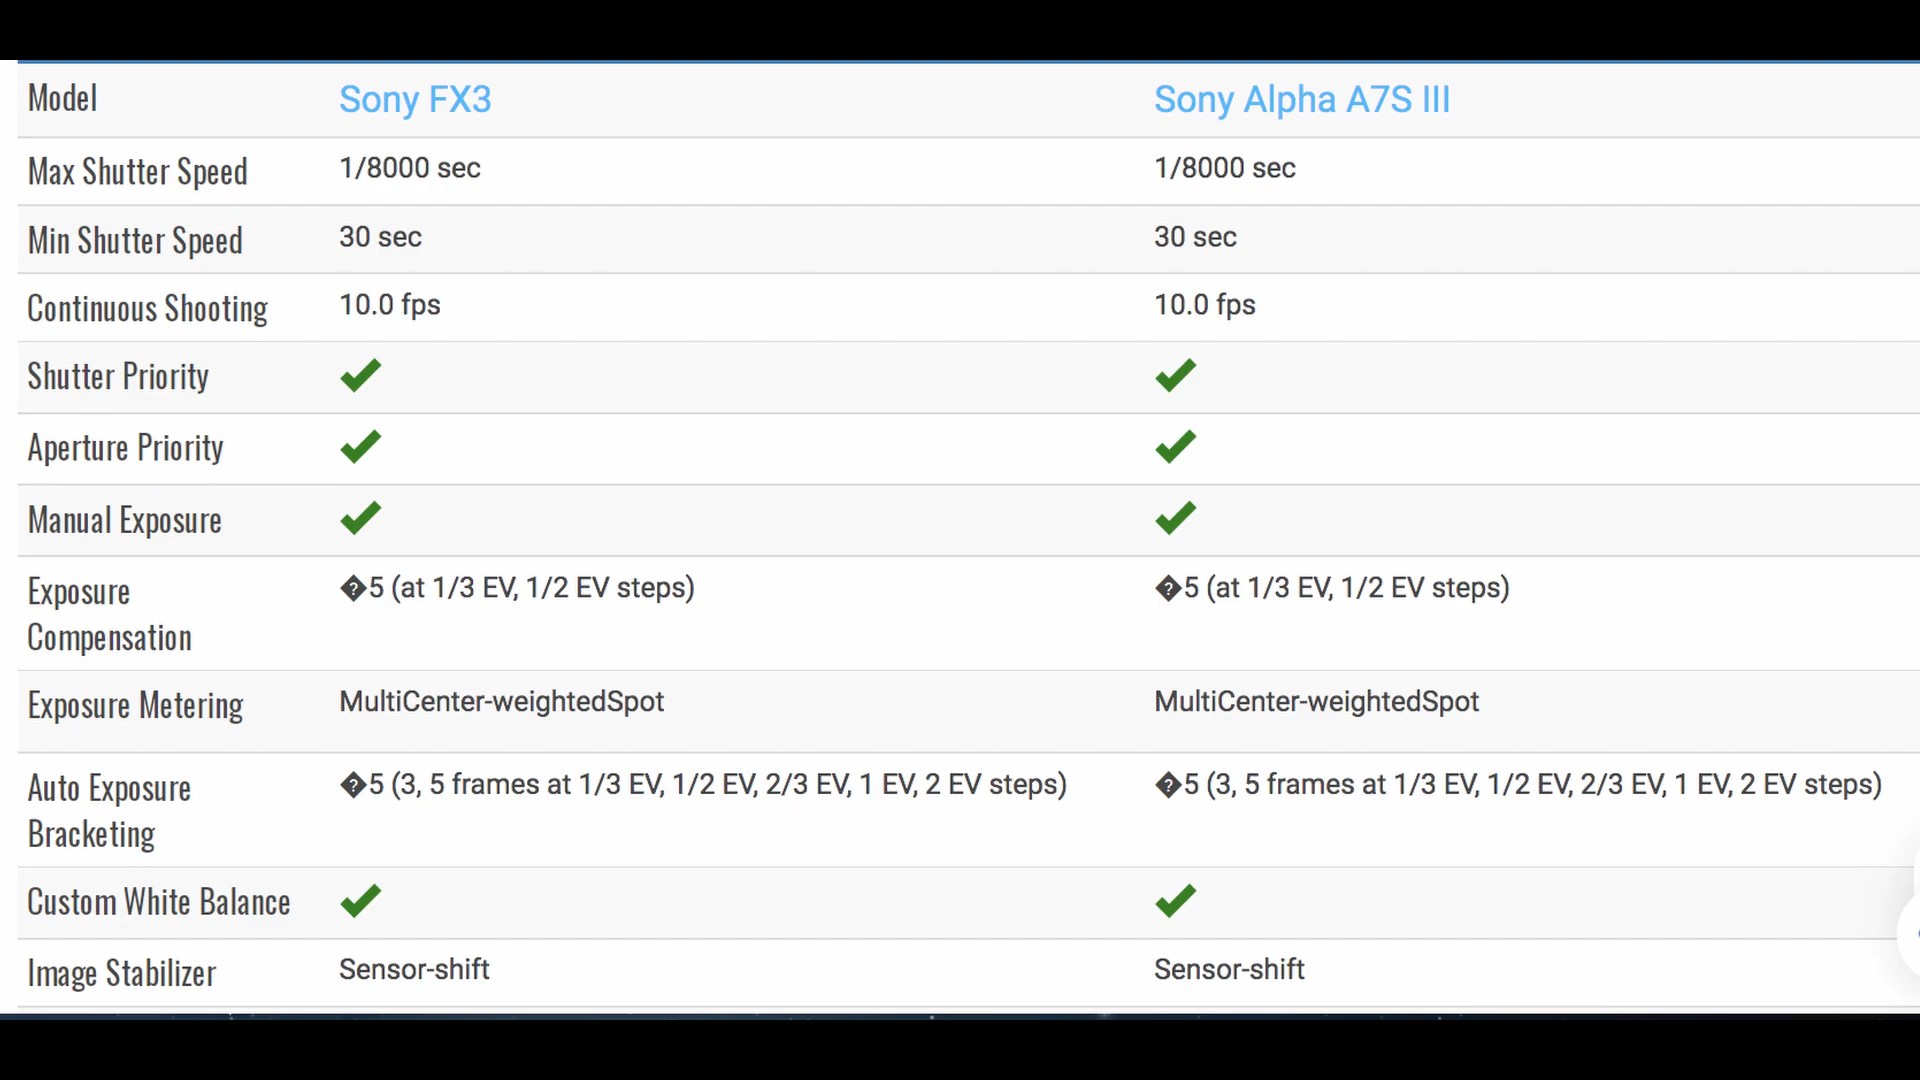 Model Sony FX3 Sony Alpha A7S III
Max Shutter Speed 1/8000 sec 1/8000 sec
Min Shutter Speed 30 sec 30 sec
Continuous Shooting 10.0 fps 10.0 fps
Shutter Priority
Aperture Priority
Manual Exposure
Exposure �5 (at 1/3 EV, 1/2 EV steps) �5 (at 1/3 EV, 1/2 EV steps)
Compensation
Exposure Metering MultiCenter-weightedSpot MultiCenter-weightedSpot
Auto Exposure �5 (3, 5 frames at 1/3 EV, 1/2 EV, 2/3 EV, 1 EV, 2 EV steps) �5 (3, 5 frames at 1/3 EV, 1/2 EV, 2/3 EV, 1 EV, 2 EV steps)
Bracketing
Custom White Balance
Image Stabilizer Sensor-shift Sensor-shift